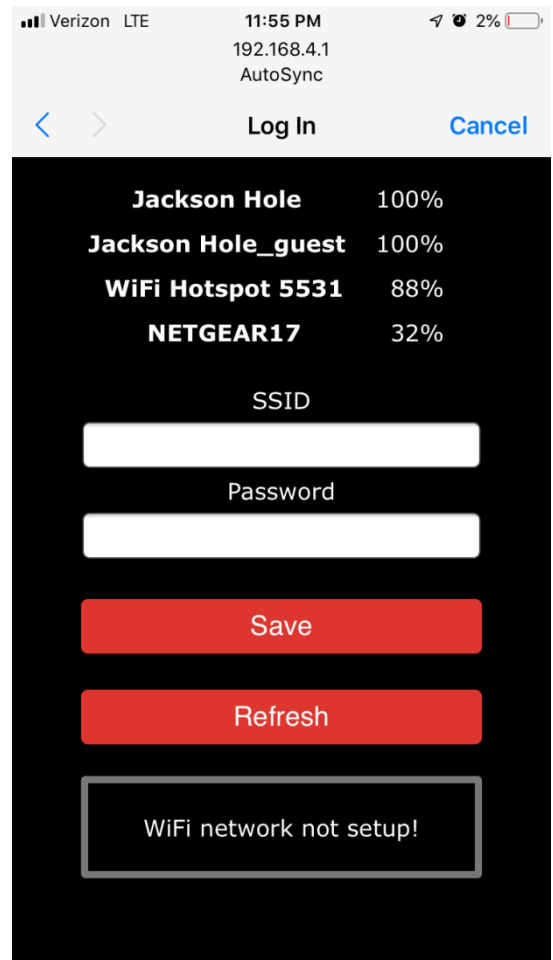 Verizon LTE 11:55 PM 2%
192.168.4.1
AutoSync
Log In Cancel
Jackson Hole 100%
Jackson Hole_guest 100%
WiFi Hotspot 5531 88%
NETGEAR17 32%
SSID
Password
Save
Refresh
WiFi network not setup!